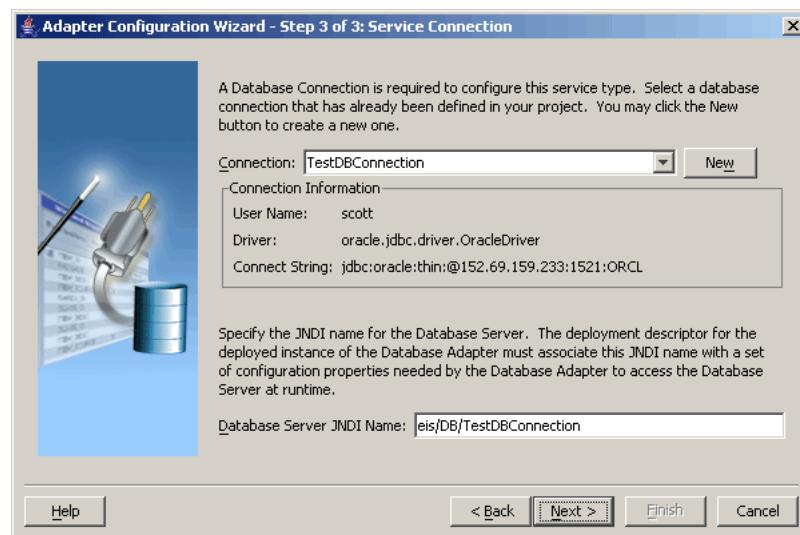 Adapter Configuration Wizard - Step 3 of 3: Service Connection
A Database Connection is required to configure this service type. Select a database
connection that has already been defined in your project. You may click the New
button to create a new one.
Connection: TestDBConnection New
Connection Information
User Name: scott
Driver: oracle.jdbc.driver.OracleDriver
Connect String: jdbc:oracle:thin:@152.69.159.233:1521:ORCL
Specify the JNDI name for the Database Server. The deployment descriptor for the
deployed instance of the Database Adapter must associate this JNDI name with a set
of configuration properties needed by the Database Adapter to access the Database
Server at runtime.
Database Server JNDI Name: eis/DB/TestDBConnection
Help < Back Next > Finish Cancel